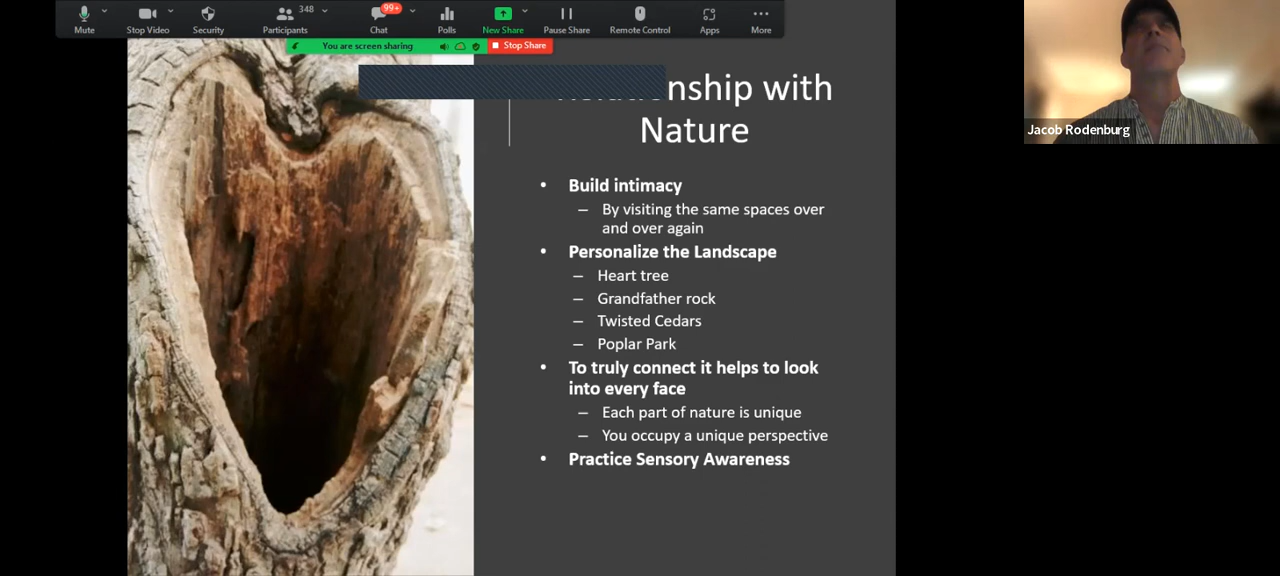 348
99+
Mute
Stop Video
Security
Participants
Chat
Polls
New Share
Pause Share
Remote Control
Apps
More
You are screen sharing
Stop Share
with
Nature
• Build intimacy
– By visiting the same spaces over
and over again
• Personalize the Landscape
– Heart tree
– Grandfather rock
– Twisted Cedars
– Poplar Park
• To truly connect it helps to look
into every face
– Each part of nature is unique
– You occupy a unique perspective
• Practice Sensory Awareness
Jacob Rodenburg